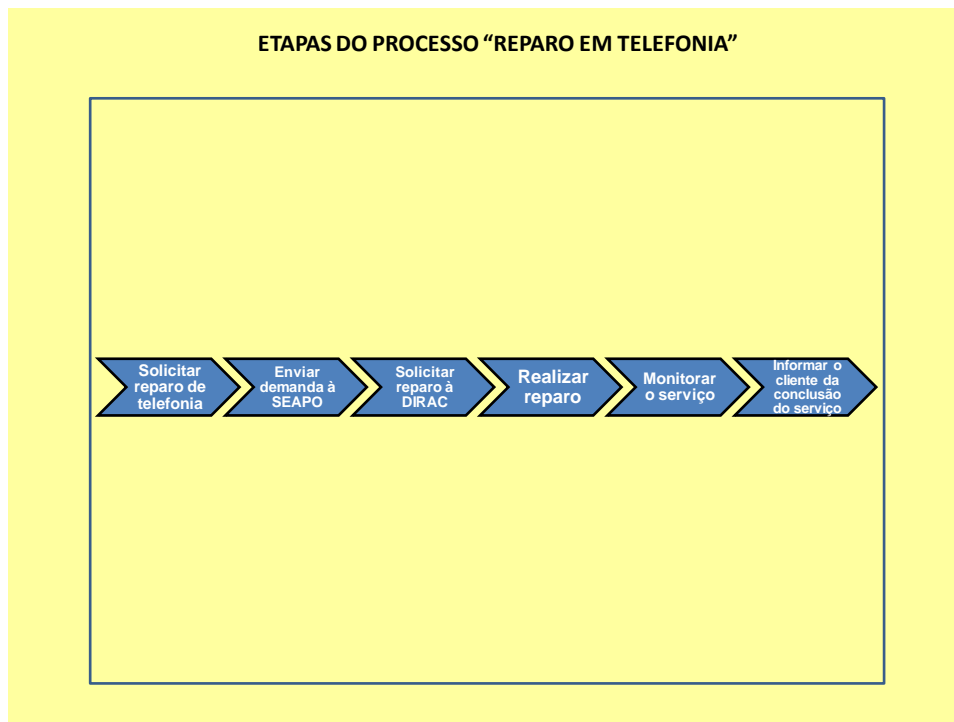 ETAPAS DO PROCESSO “REPARO EM TELEFONIA”
Solicitar
reparo de
telefonia
Enviar
demanda à
SEAPO
Solicitar
reparo à
DIRAC
Realizar
reparo
Monitorar
o serviço
Informar o
cliente da
conclusão
do serviço